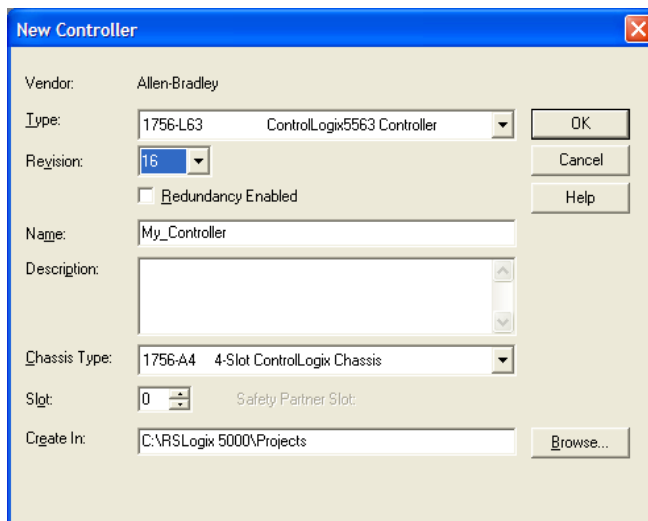 New Controller
Vendor: Allen-Bradley
Type: 1756-L63 ControlLogix5563 Controller OK
Revision: 16 Cancel
Redundancy Enabled Help
Name: My_Controller
Description:
Chassis Type: 1756-A4 4-Slot ControlLogix Chassis
Slot: 0 Safety Partner Slot:
Create In: C:\RSLogix 5000\Projects Browse...